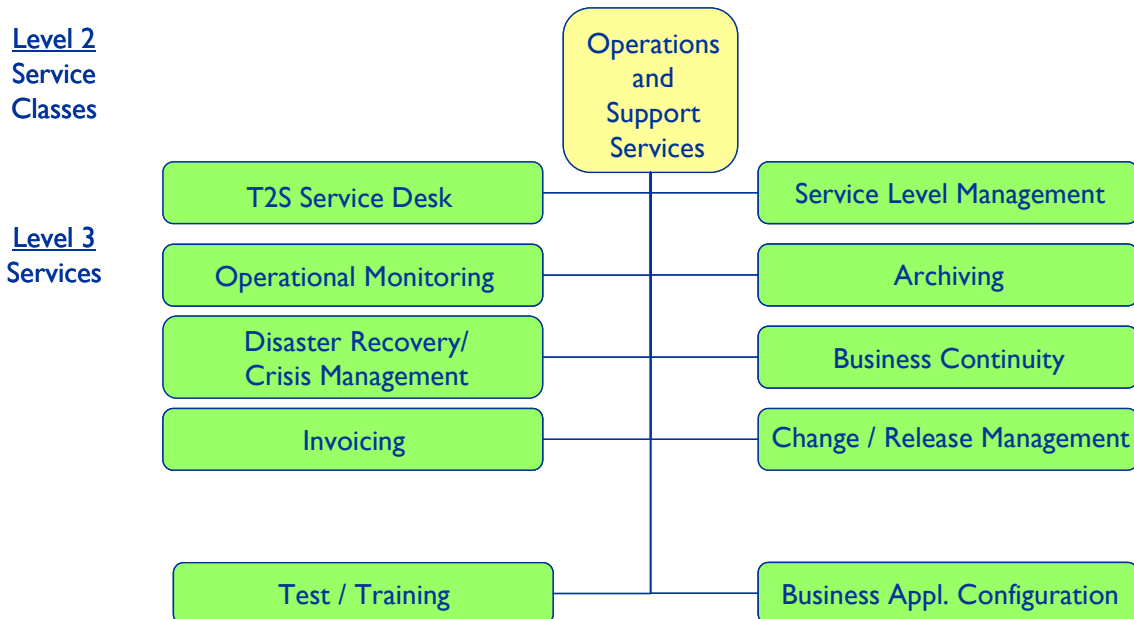 Level 2
Service
Classes
Operations
and
Support
Services
T2S Service Desk
Service Level Management
Level 3
Services
Operational Monitoring
Archiving
Disaster Recovery/
Crisis Management
Business Continuity
Invoicing
Change / Release Management
Test / Training
Business Appl. Configuration